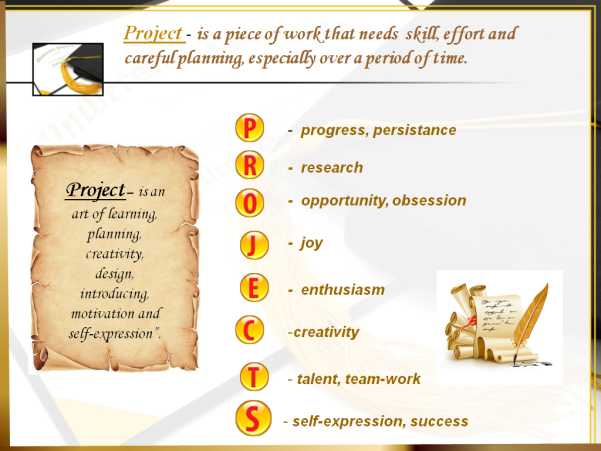 Project - is a piece of work that needs skill, effort and
careful planning, especially over a period of time.
Project – is an
art of learning,
planning,
creativity,
design,
introducing,
motivation and
self-expression”.
P - progress, persistance
R - research
O - opportunity, obsession
J - joy
E - enthusiasm
C -creativity
T - talent, team-work
S - self-expression, success